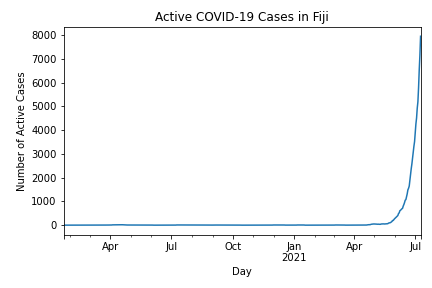 Active COVID-19 Cases in Fiji
Number of Active Cases
8000
7000
6000
5000
4000
3000
2000
1000
0
Apr
Jul
Oct
Jan
2021
Apr
Jul
Day